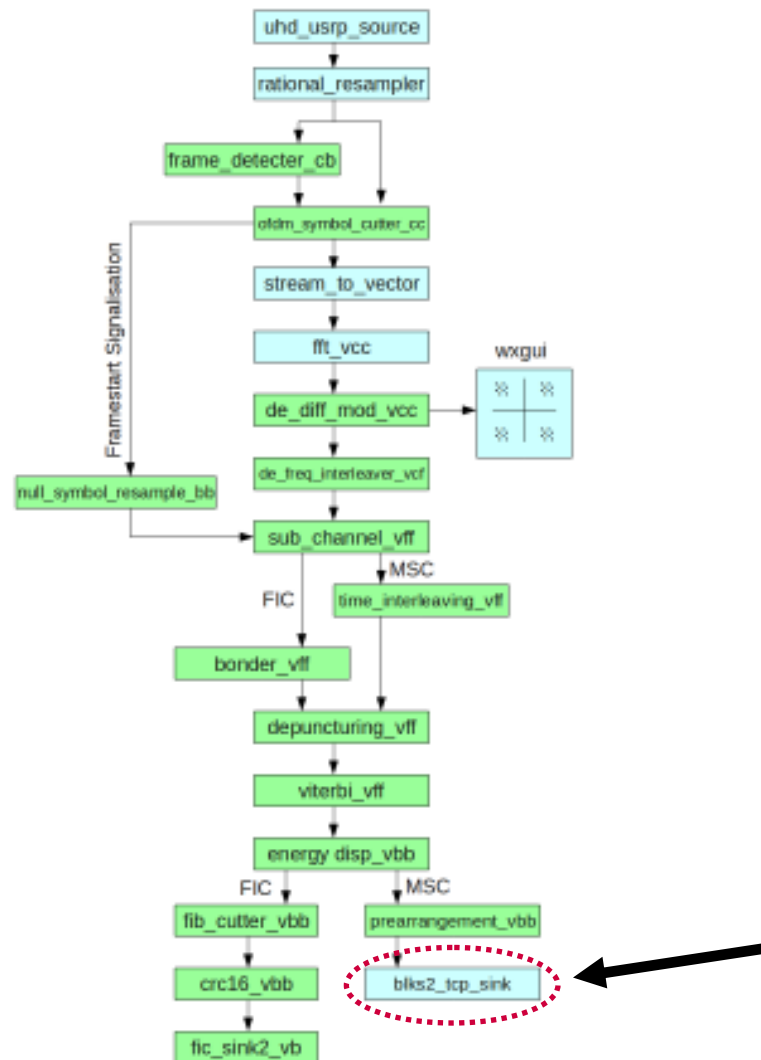 uhd_usrp_source
rational_resampler
frame_detecter_cb
ofdm_symbol_cutter_cc
Framestart Signalisation
stream_to_vector
fft_vcc
wxgui
de_diff_mod_vcc
de_freq_interleaver_vcf
null_symbol_resample_bb
sub_channel_vff
FIC
MSC
time_interleaving_vff
bonder_vff
depuncturing_vff
viterbi_vff
energy disp_vbb
FIC
MSC
fib_cutter_vbb
prearrangement_vbb
crc16_vbb
blks2_tcp_sink
fic_sink2_vb